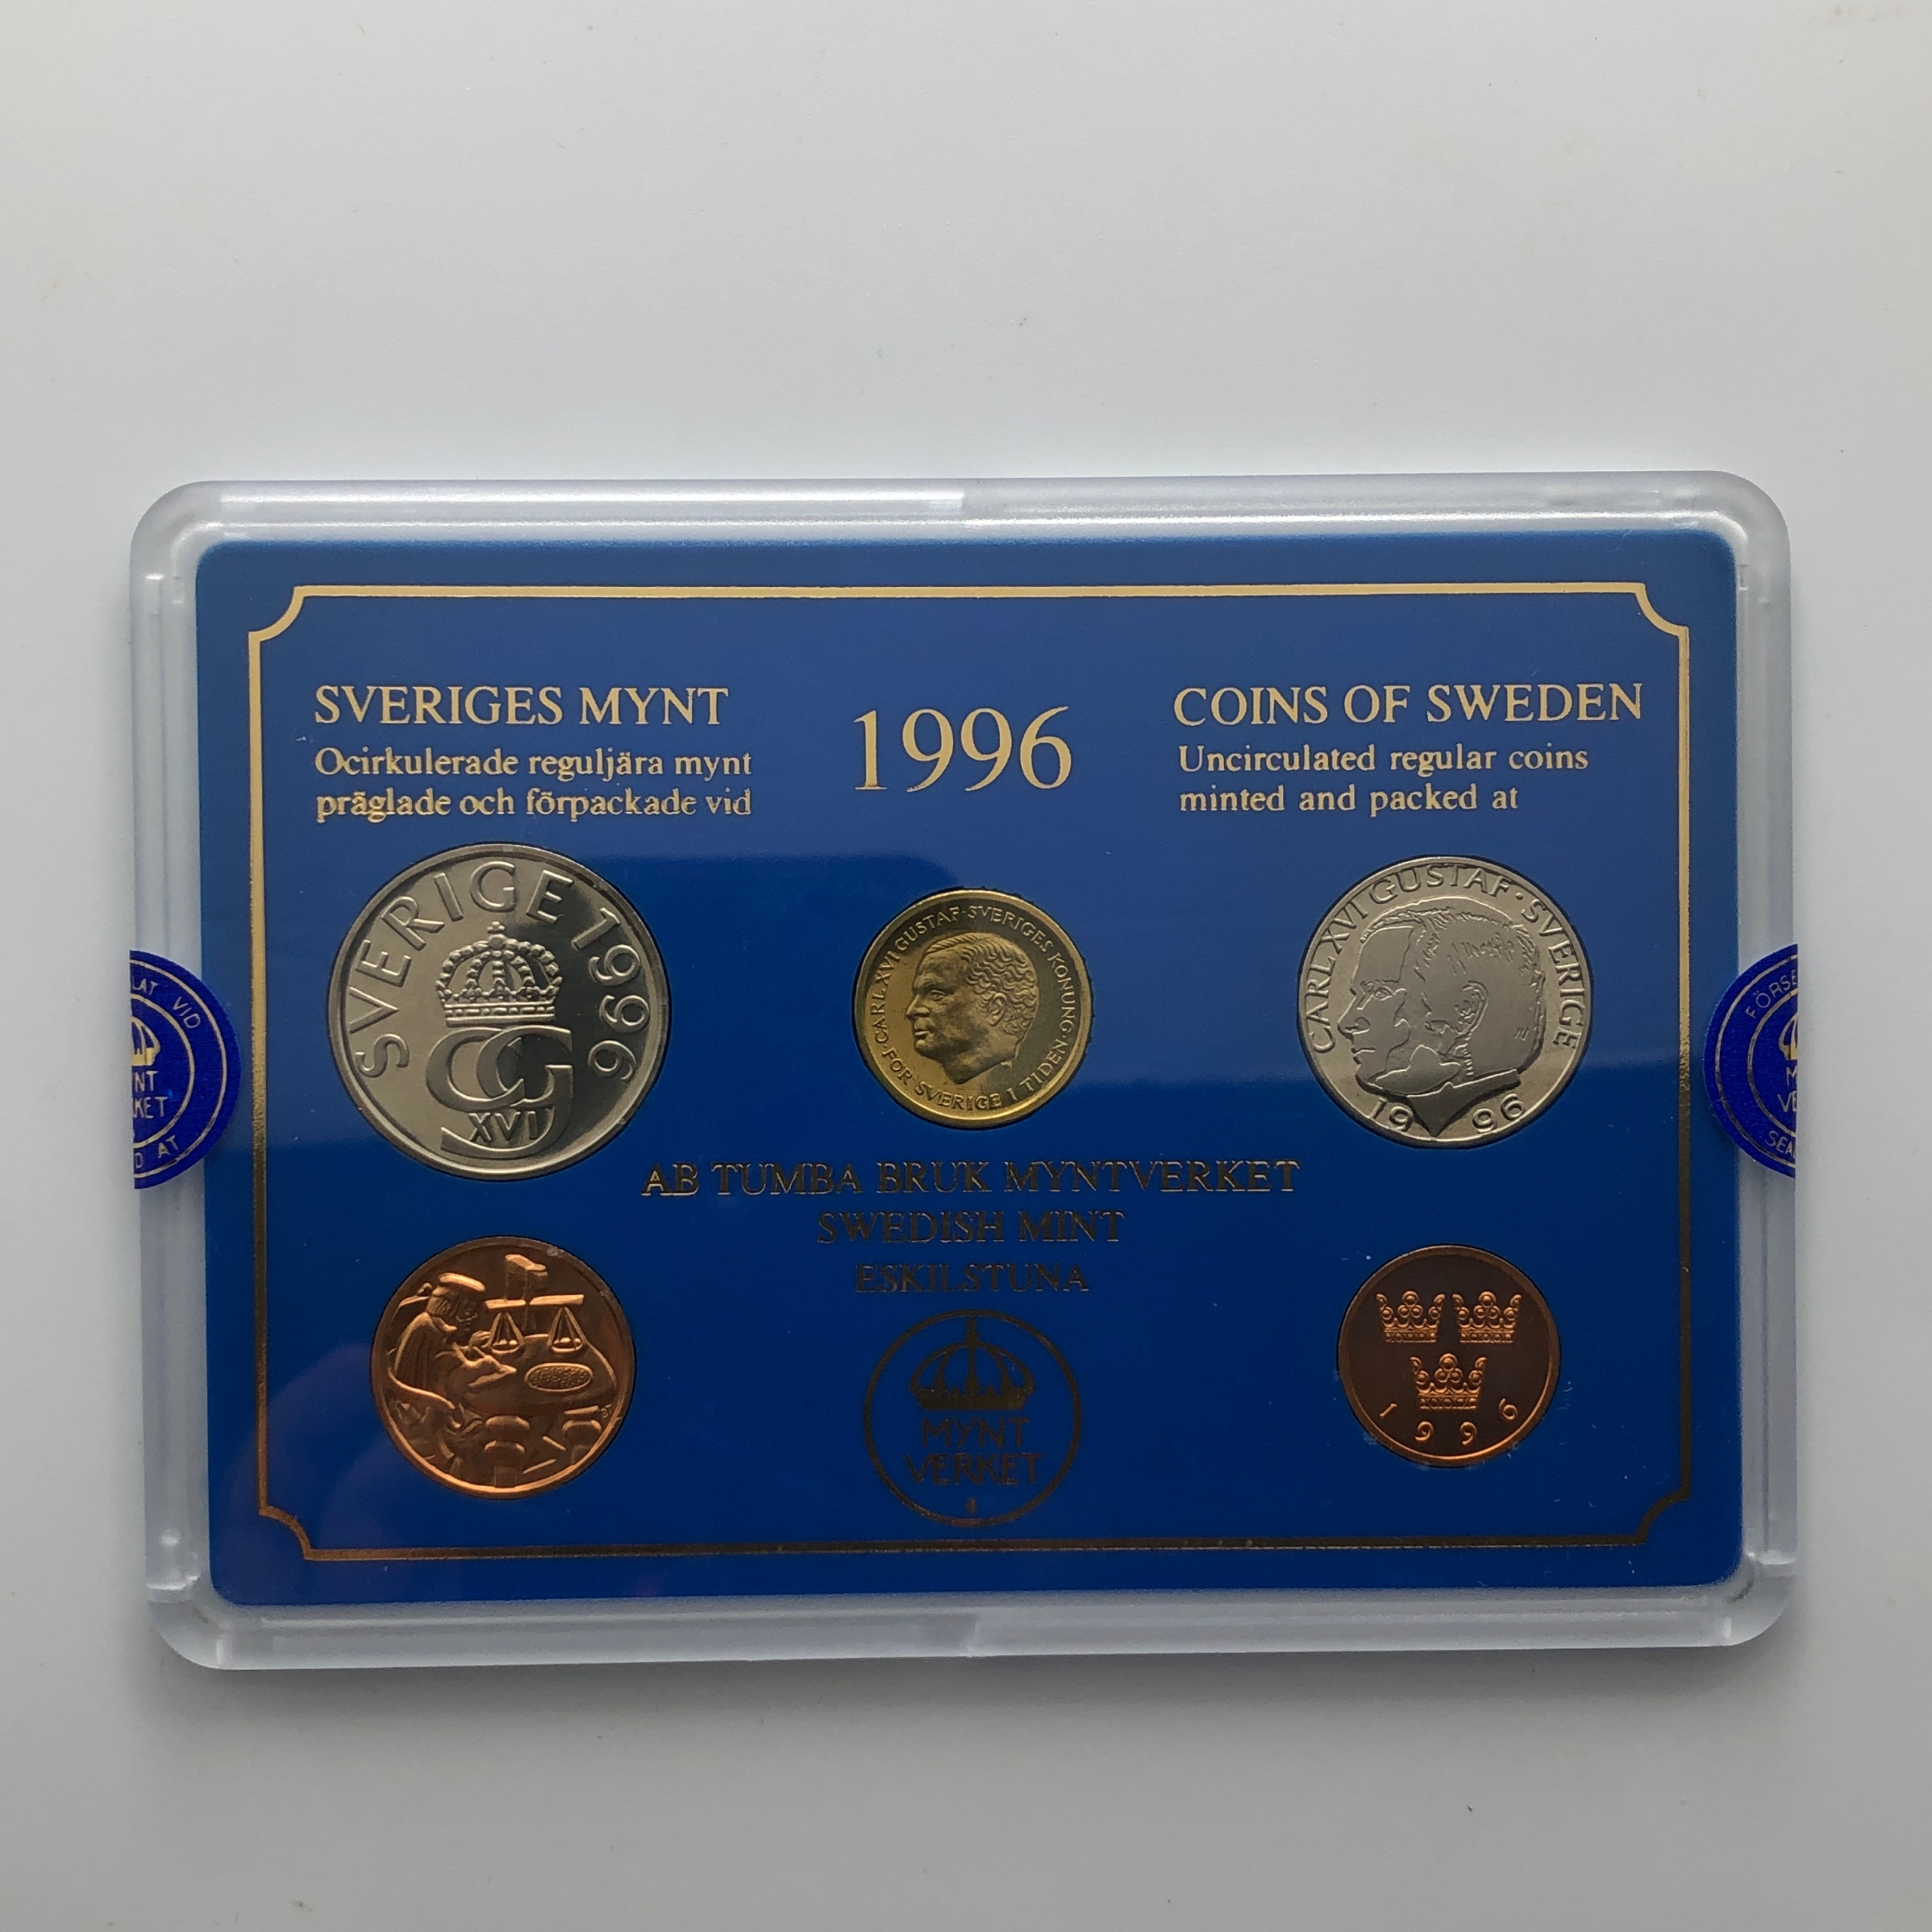 SVERIGES MYNT
Ocirkulerade reguljära mynt
präglade och förpackade vid
1996
COINS OF SWEDEN
Uncirculated regular coins
minted and packed at
SVERIGE 1996
XVI
CARL XVI GUSTAF · SVERIGES KONUNG ·
FÖR SVERIGE I TIDEN ·
CARL XVI GUSTAF · SVERIGE
1996
VID
AT
AB TUMBA BRUK MYNTVERKET
SWEDISH MINT
ESKILSTUNA
MYNT
VERKET
1996